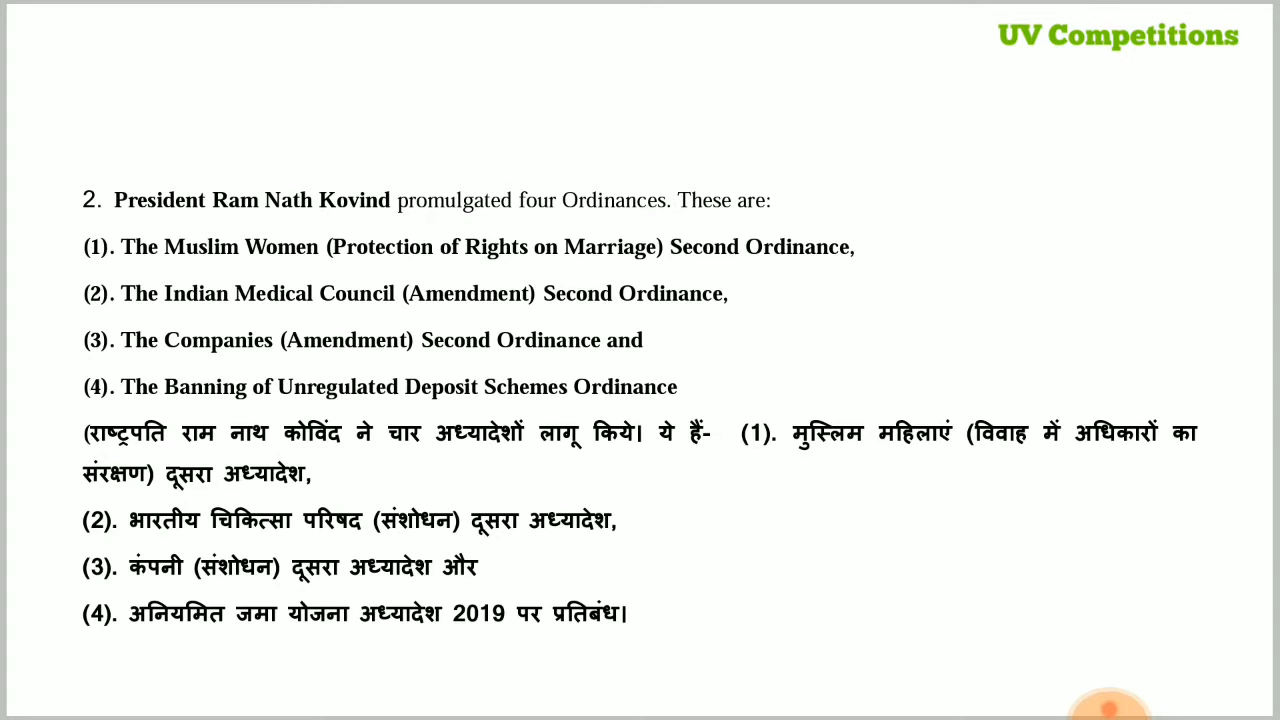 UV Competitions
2. President Ram Nath Kovind promulgated four Ordinances. These are:
(1). The Muslim Women (Protection of Rights on Marriage) Second Ordinance,
(2). The Indian Medical Council (Amendment) Second Ordinance,
(3). The Companies (Amendment) Second Ordinance and
(4). The Banning of Unregulated Deposit Schemes Ordinance
(राष्ट्रपति राम नाथ कोविंद ने चार अध्यादेशों लागू किये। ये हैं- (1). मुस्लिम महिलाएं (विवाह में अधिकारों का
संरक्षण) दूसरा अध्यादेश,
(2). भारतीय चिकित्सा परिषद (संशोधन) दूसरा अध्यादेश,
(3). कंपनी (संशोधन) दूसरा अध्यादेश और
(4). अनियमित जमा योजना अध्यादेश 2019 पर प्रतिबंध।